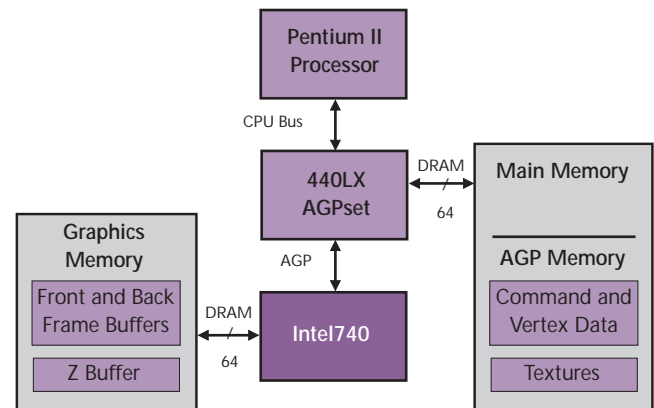 Pentium II
Processor
CPU Bus
440LX
AGPset
DRAM
64
Main Memory
AGP Memory
Command and
Vertex Data
Textures
AGP
Graphics
Memory
Front and Back
Frame Buffers
Z Buffer
DRAM
64
Intel740